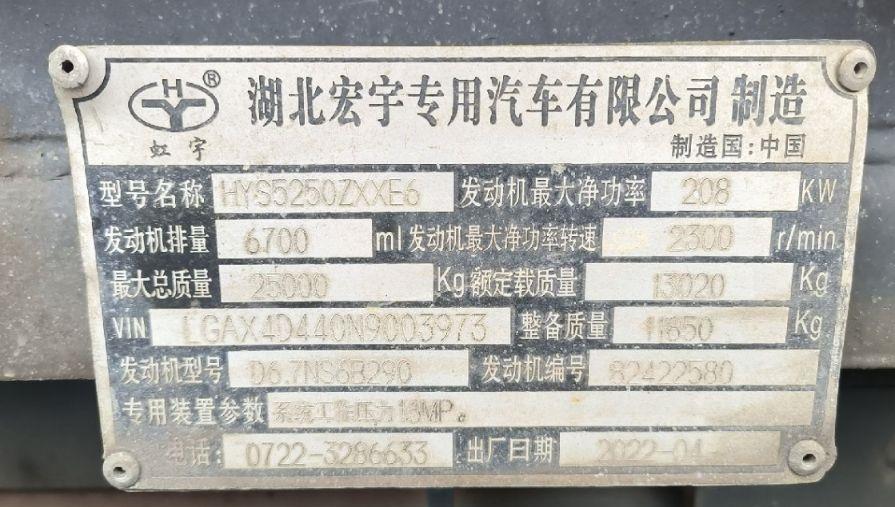 湖北宏宇专用汽车有限公司 制造
虹宇 ®
制造国:中国
型号名称 HYS5250ZXXE6 发动机最大净功率 208 KW
发动机排量 6700 ml 发动机最大净功率转速 2300 r/min
最大总质量 25000 Kg 额定载质量 13020 Kg
VIN LGAX4D440N9003973 整备质量 11850 Kg
发动机型号 D6.7NS6B290 发动机编号 82422580
专用装置参数 系统工作压力18MPa
电话: 0722-3286633 出厂日期 2022-04